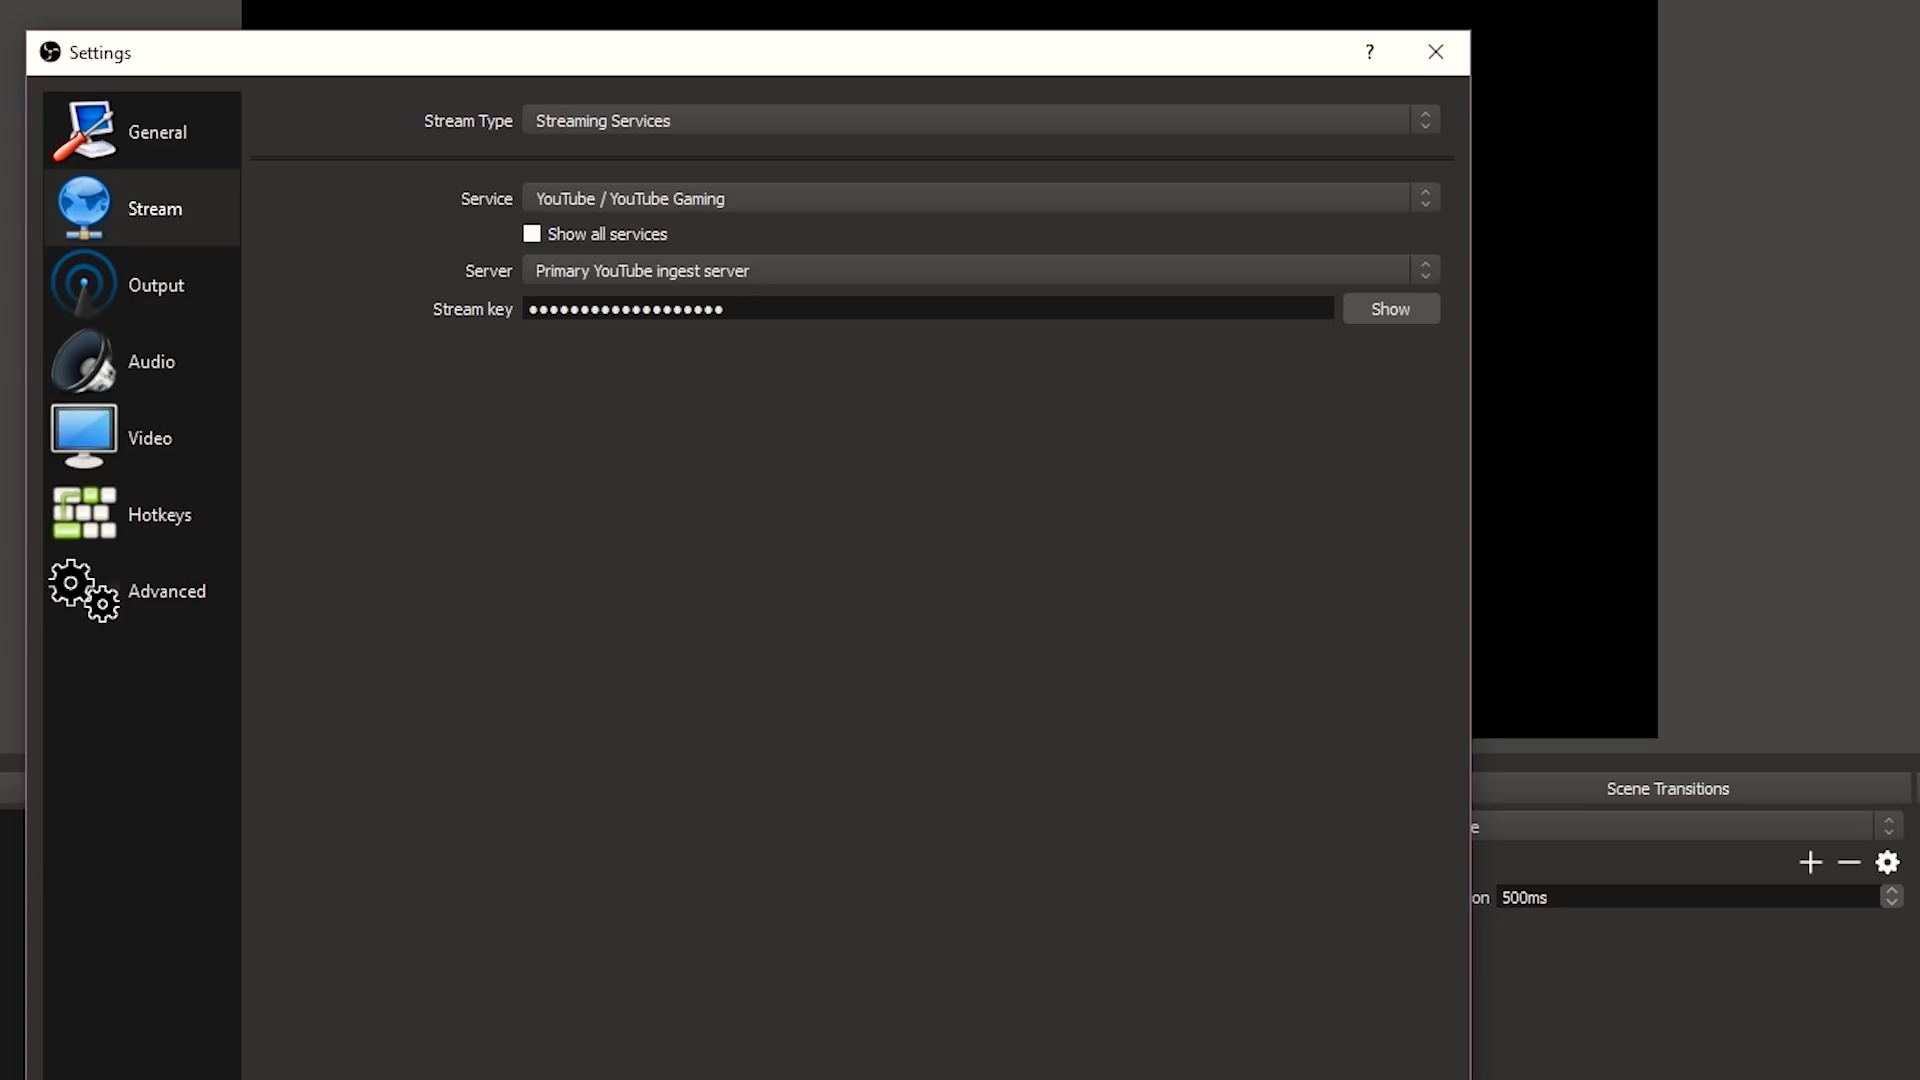 Settings
?
General
Stream
Output
Audio
Video
Hotkeys
Advanced
Stream Type Streaming Services
Service YouTube / YouTube Gaming
Show all services
Server Primary YouTube ingest server
Stream key ●●●●●●●●●●●●●●●●●●● Show
Scene Transitions
e
on 500ms